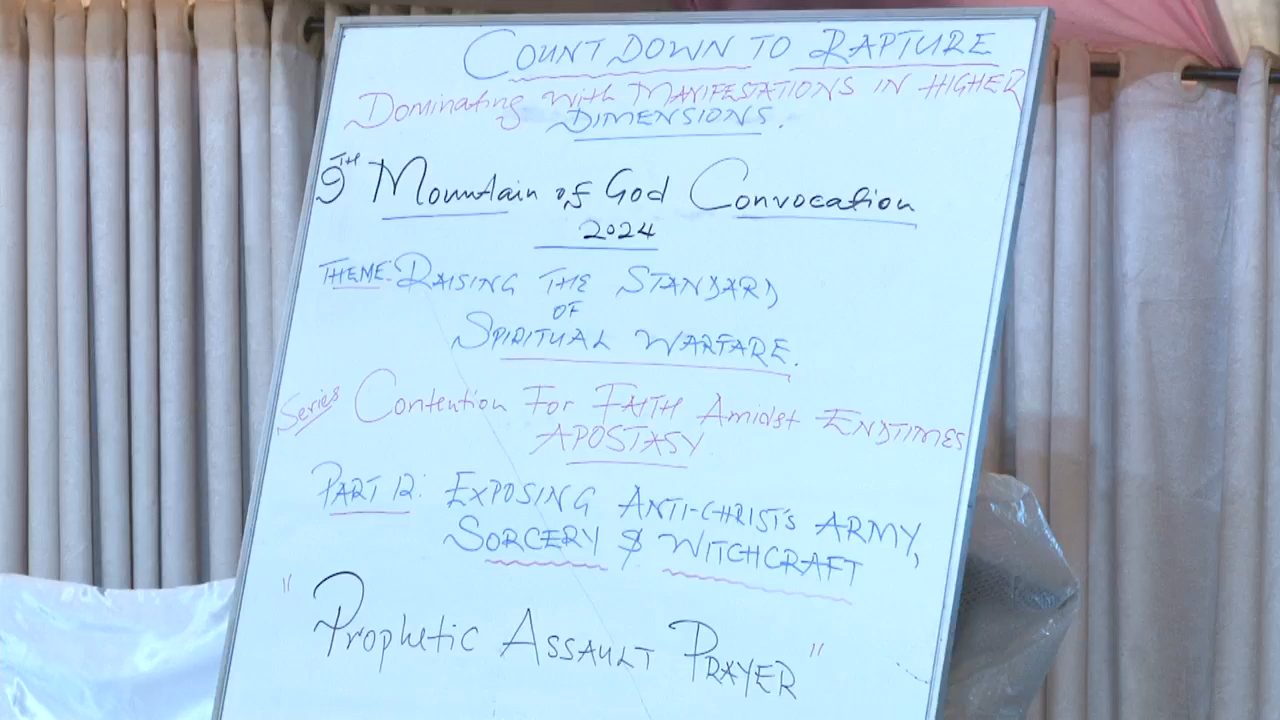 COUNT DOWN TO RAPTURE
Dominating with MANIFESTATIONS IN HIGHER
DIMENSIONS.
9TH Mountain of God Convocation
2024
THEME: RAISING THE STANDARD
OF
SPIRITUAL WARFARE.
Series Contention For FAITH Amidst ENDTIMES
APOSTASY
PART 12: EXPOSING ANTI-CHRIST'S ARMY,
SORCERY & WITCHCRAFT
"Prophetic ASSAULT PRAYER"